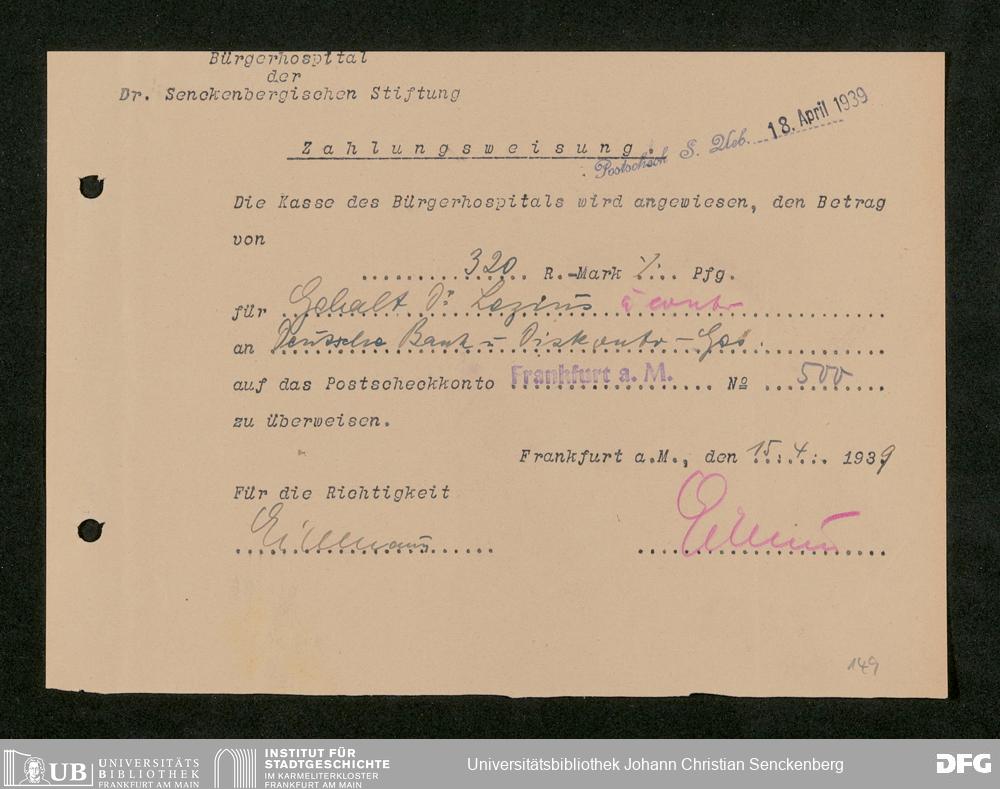 Bürgerhospital
der
Dr. Senckenbergischen Stiftung
Zahlungsweisung.
Postscheck S. Ueb. 18. April 1939
Die Kasse des Bürgerhospitals wird angewiesen, den Betrag
von
320 R.-Mark Pfg.
für Gehalt Dr Lezius a conto
an Deutsche Bank u Diskonto-Ges.
auf das Postscheckkonto Frankfurt a. M. No 500
zu überweisen.
Frankfurt a.M., den 15.4. 1939
Für die Richtigkeit
149
UB UNIVERSITÄTS
BIBLIOTHEK
FRANKFURT AM MAIN
INSTITUT FÜR
STADTGESCHICHTE
IM KARMELITERKLOSTER
FRANKFURT AM MAIN
Universitätsbibliothek Johann Christian Senckenberg
DFG